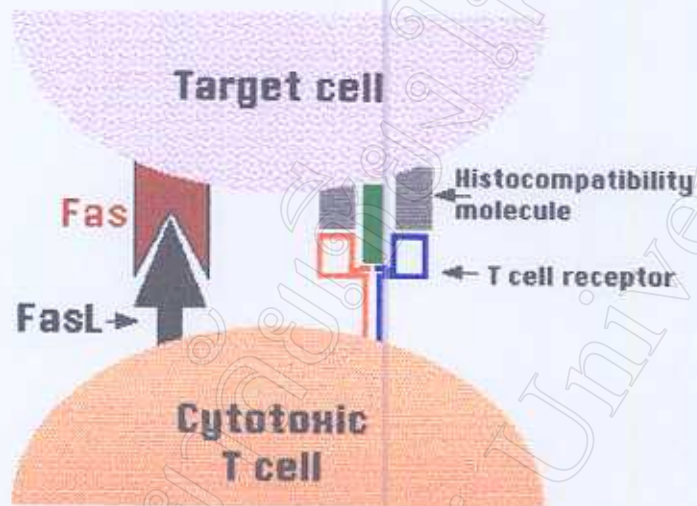 Target cell
Fas
Histocompatibility
molecule
T cell receptor
FasL
Cytotoxic
T cell